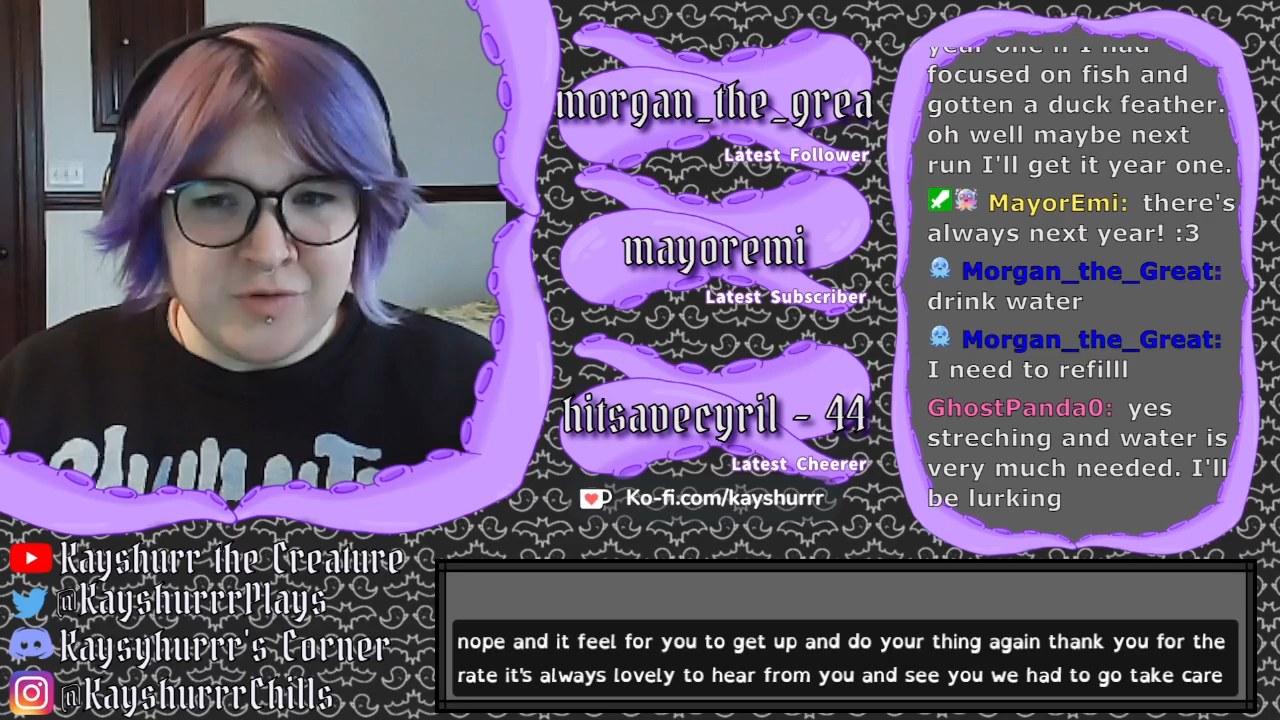 morgan_the_grea
Latest Follower
mayoremi
Latest Subscriber
hitsavecyril - 44
Latest Cheerer
Ko-fi.com/kayshurrr
focused on fish and
gotten a duck feather.
oh well maybe next
run I'll get it year one.
MayorEmi: there's
always next year! :3
Morgan_the_Great:
drink water
Morgan_the_Great:
I need to refilll
GhostPanda0: yes
streching and water is
very much needed. I'll
be lurking
Kayshurr the Creature
@KayshurrrPlays
Kaysyhurrr's Corner
@KayshurrrChills
nope and it feel for you to get up and do your thing again thank you for the
rate it's always lovely to hear from you and see you we had to go take care